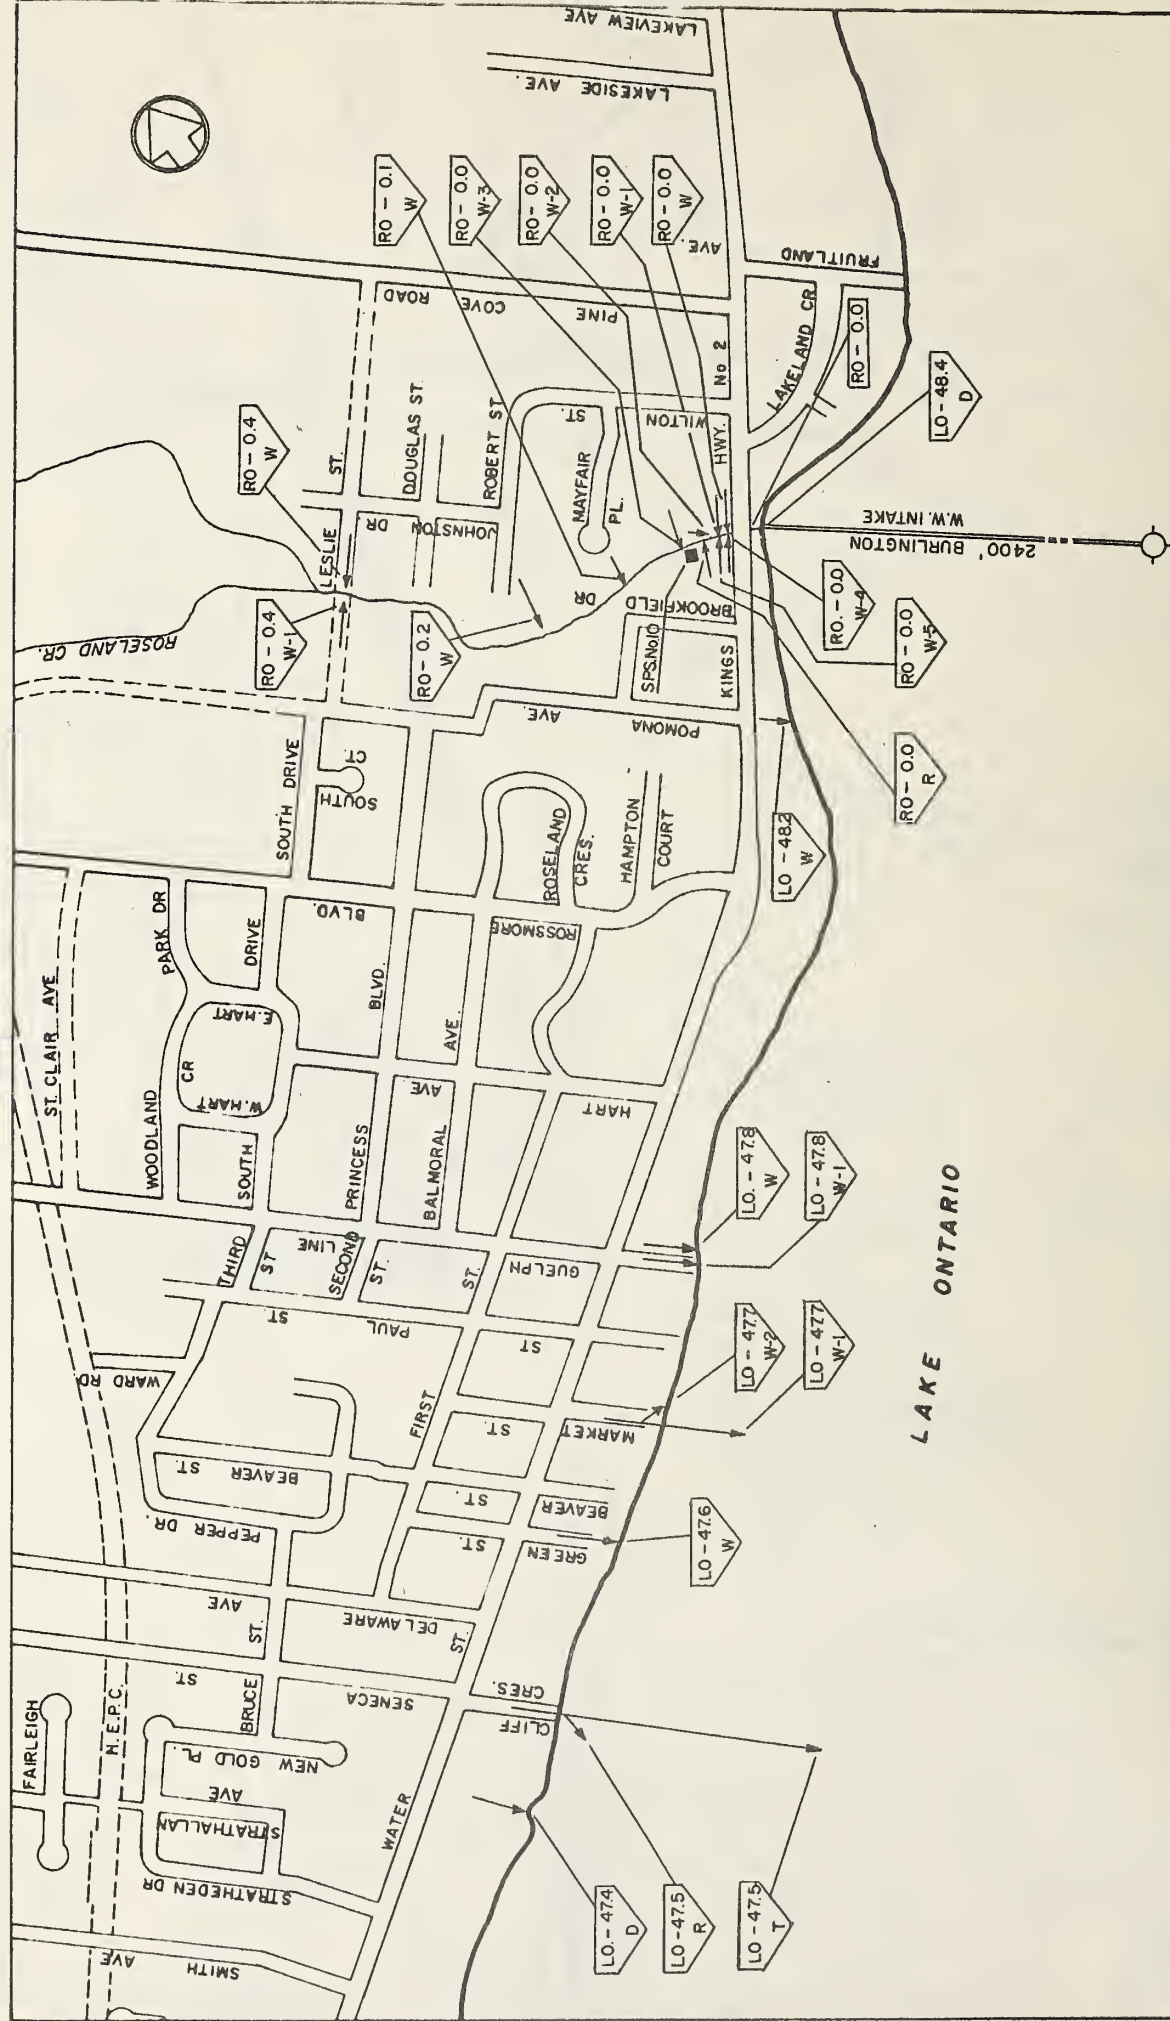 FAIRLEIGH
H.E.P.C.
ST. CLAIR AVE
SMITH AVE
STRATHEDEN DR
STRATHALLAN AVE
NEW GOLD PL.
BRUCE ST.
SENECA ST
DELAWARE AVE
PEPPER DR.
BEAVER ST
WARD RD
PAUL ST
THIRD ST
SECOND ST.
FIRST ST.
GUELPH LINE
WATER ST.
CLIFF CRES.
GREEN ST.
BEAVER ST.
MARKET ST
ST
WOODLAND PARK DR
W. HART CR
E. HART
SOUTH DRIVE
PRINCESS BLVD.
BALMORAL AVE.
HART AVE
ROSSMORE BLVD.
ROSELAND CRES.
HAMPTON COURT
SOUTH DRIVE
SOUTH CT.
POMONA AVE
ROSELAND CR.
LESLIE ST.
DOUGLAS ST.
ROBERT ST
JOHNSTON DR
MAYFAIR PL.
WILTON ST.
BROOKFIELD DR
SPS.No10
KINGS HWY. No 2
PINE COVE ROAD
AVE.
LAKESIDE AVE.
LAKEVIEW AVE
LAKELAND CR
FRUITLAND
2400' BURLINGTON
W.W. INTAKE
LAKE ONTARIO
LO.-47.4
D
LO-47.5
R
LO-47.5
T
LO-47.6
W
LO-47.7
W-2
LO-47.7
W-1
LO.-47.8
W
LO-47.8
W-1
LO-48.2
W
LO-48.4
D
RO-0.0
RO-0.0
R
RO-0.0
W-5
RO.-0.0
W-4
RO-0.0
W
RO-0.0
W-1
RO-0.0
W-2
RO-0.0
W-3
RO-0.1
W
RO-0.2
W
RO-0.4
W-1
RO-0.4
W